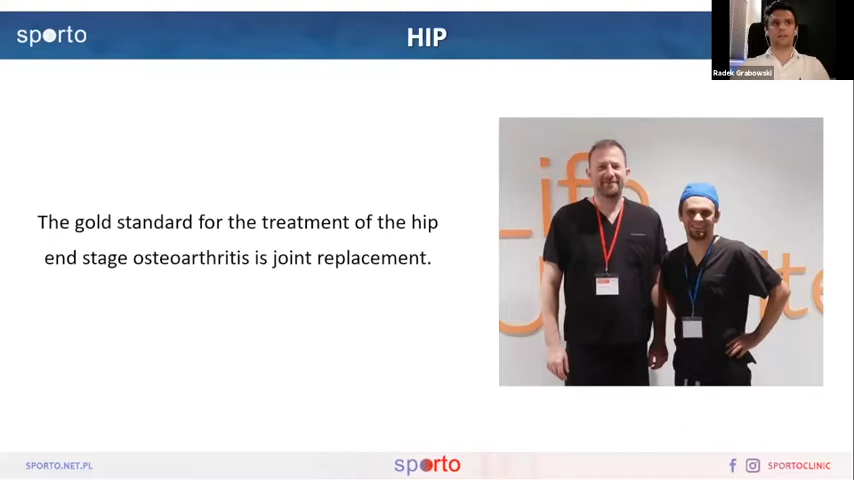 sporto
HIP
Radek Grabowski
The gold standard for the treatment of the hip
end stage osteoarthritis is joint replacement.
Life
SPORTO.NET.PL
sporto
SPORTOCLINIC